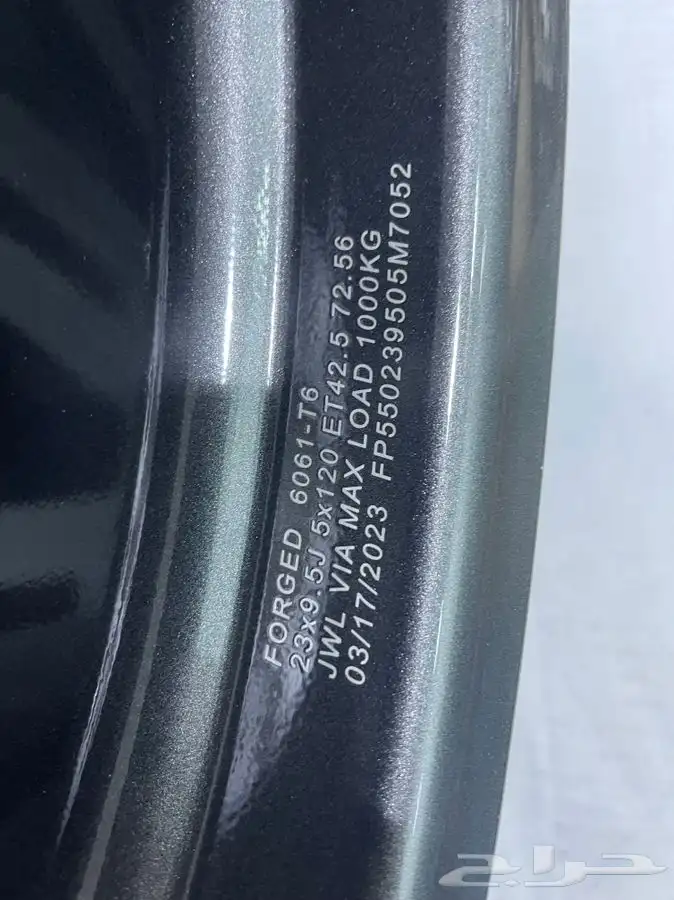 FORGED 6061-T6
23x9.5J 5x120 ET42.5 72.56
JWL VIA MAX LOAD 1000KG
03/17/2023 FP550239505M7052
حراج